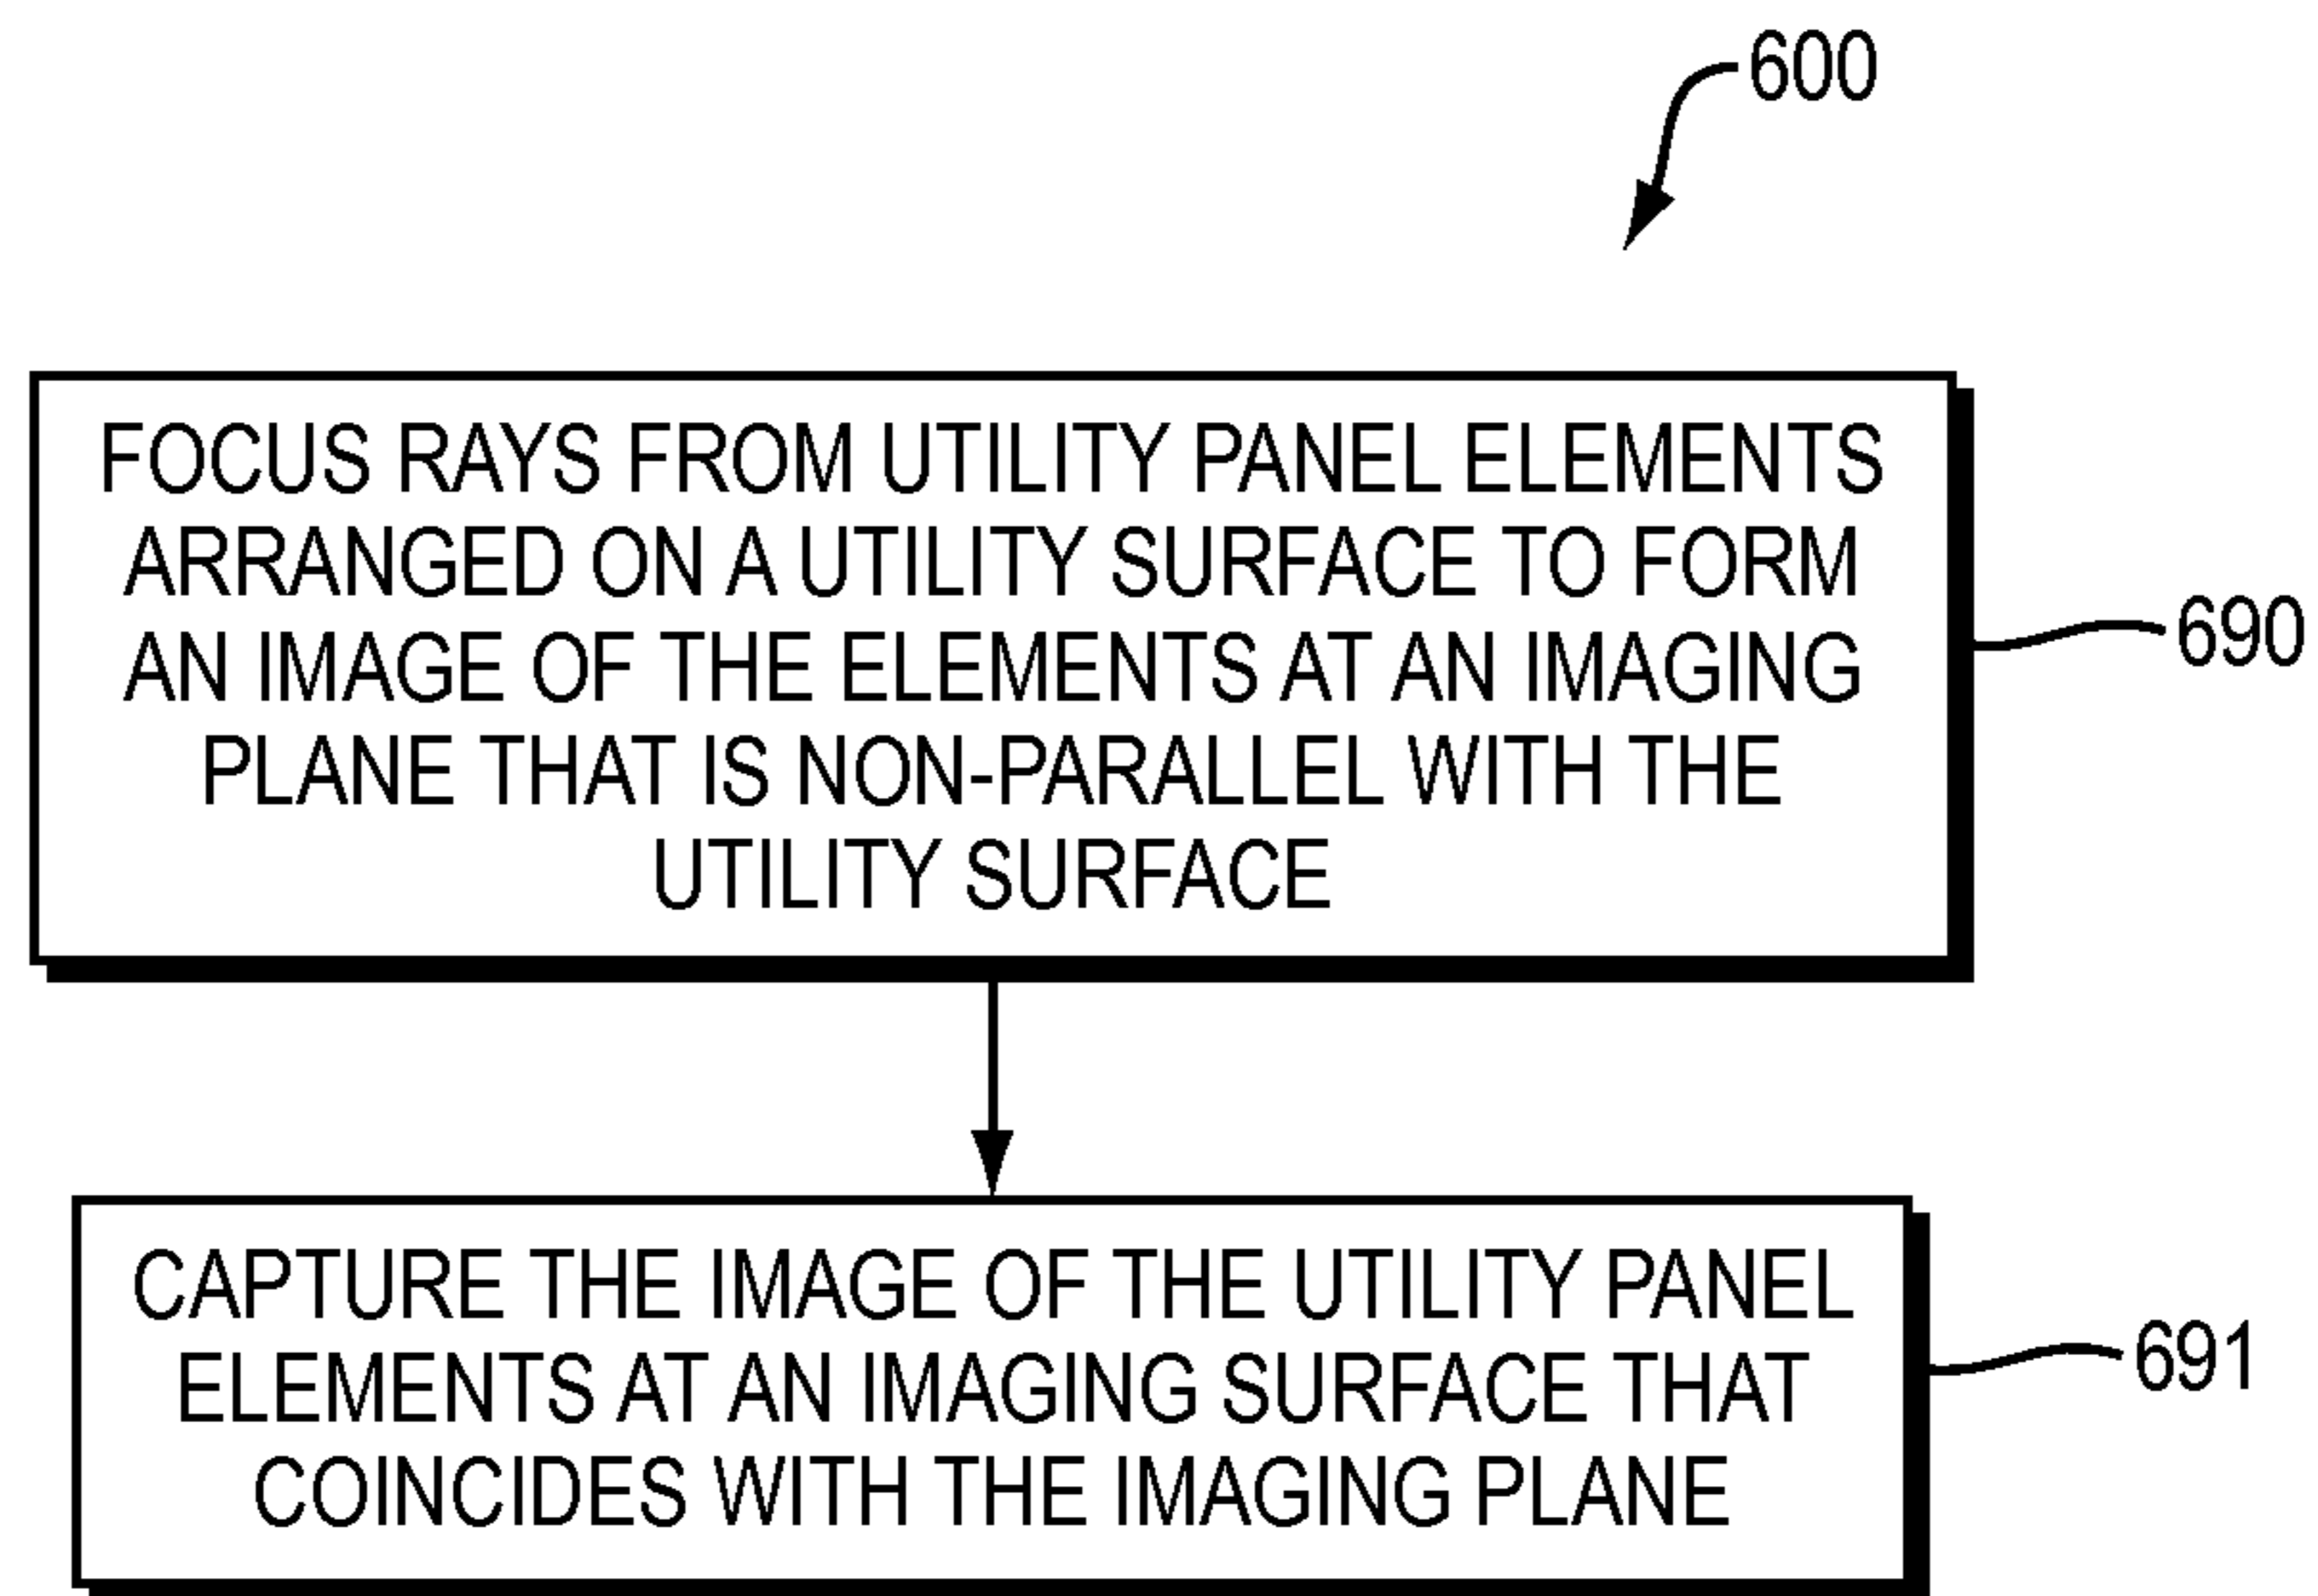 600
FOCUS RAYS FROM UTILITY PANEL ELEMENTS
ARRANGED ON A UTILITY SURFACE TO FORM
AN IMAGE OF THE ELEMENTS AT AN IMAGING
PLANE THAT IS NON-PARALLEL WITH THE
UTILITY SURFACE
690
CAPTURE THE IMAGE OF THE UTILITY PANEL
ELEMENTS AT AN IMAGING SURFACE THAT
COINCIDES WITH THE IMAGING PLANE
691